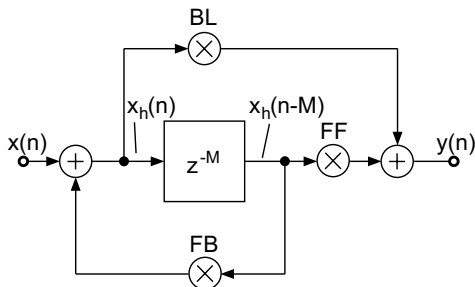 BL
x_h(n)
x_h(n-M)
FF
x(n)
y(n)
z^-M
FB